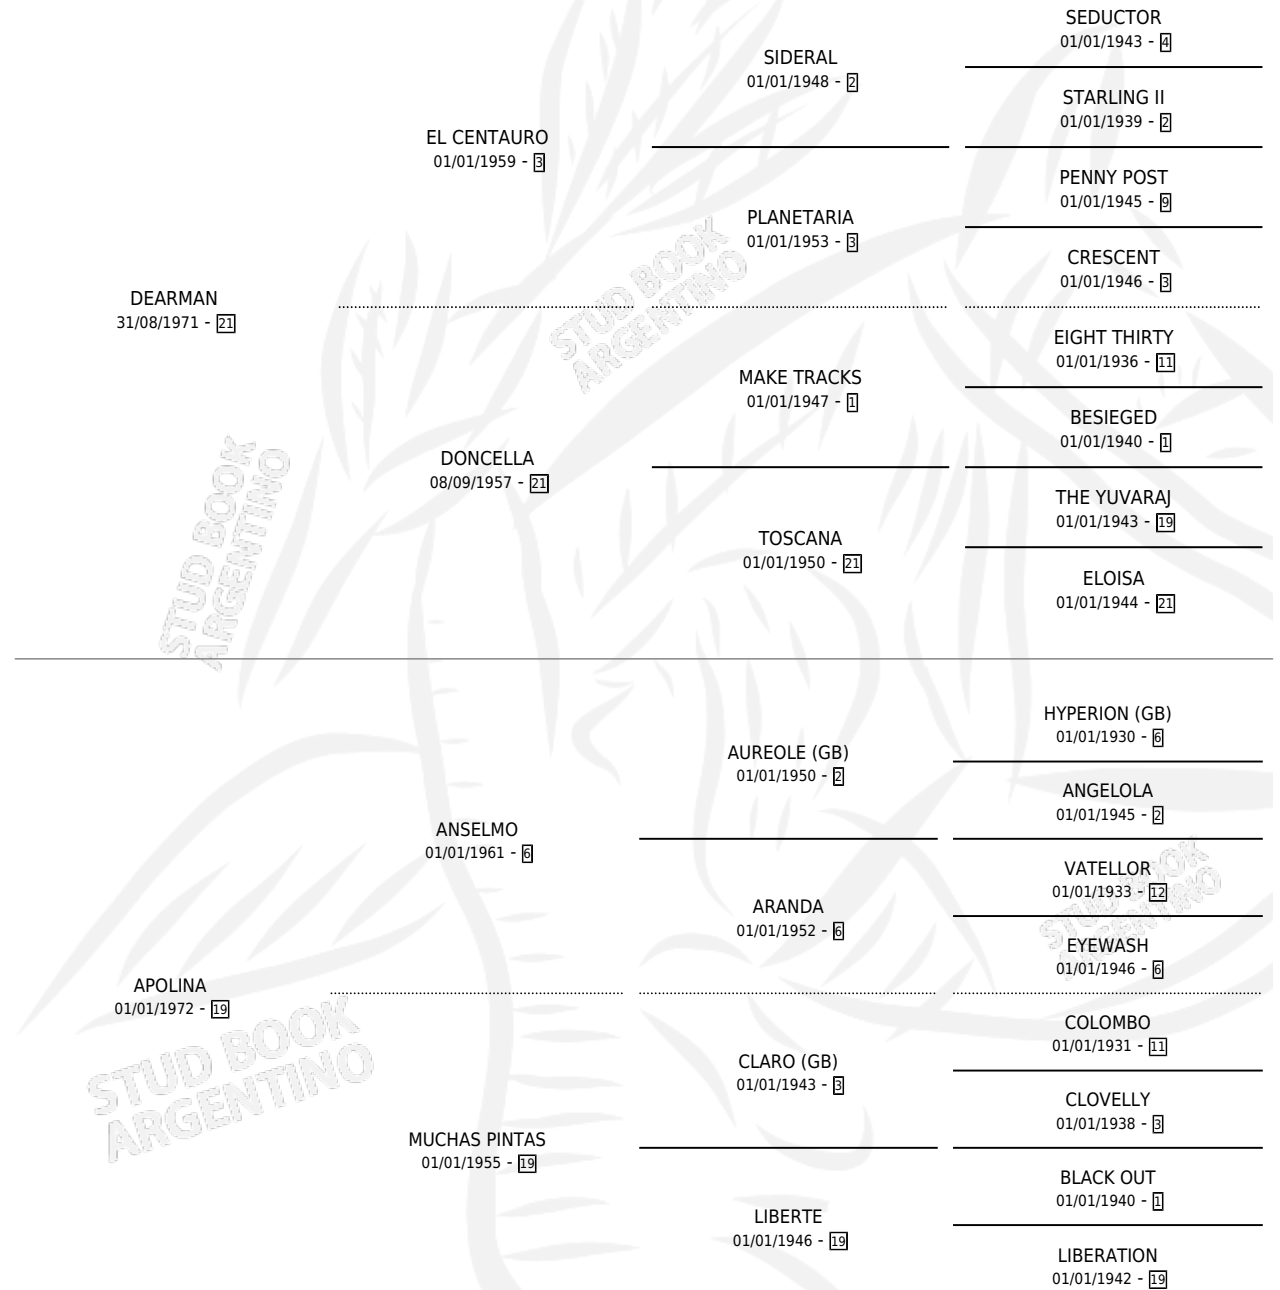 SEDUCTOR
01/01/1943 - 4
SIDERAL
01/01/1948 - 2
STARLING II
01/01/1939 - 2
EL CENTAURO
01/01/1959 - 3
PENNY POST
01/01/1945 - 9
PLANETARIA
01/01/1953 - 3
CRESCENT
01/01/1946 - 3
DEARMAN
31/08/1971 - 21
EIGHT THIRTY
01/01/1936 - 11
MAKE TRACKS
01/01/1947 - 1
BESIEGED
01/01/1940 - 1
DONCELLA
08/09/1957 - 21
THE YUVARAJ
01/01/1943 - 19
TOSCANA
01/01/1950 - 21
ELOISA
01/01/1944 - 21
STUD BOOK
ARGENTINO
STUD BOOK
ARGENTINO
HYPERION (GB)
01/01/1930 - 6
AUREOLE (GB)
01/01/1950 - 2
ANGELOLA
01/01/1945 - 2
ANSELMO
01/01/1961 - 6
VATELLOR
01/01/1933 - 12
ARANDA
01/01/1952 - 6
EYEWASH
01/01/1946 - 6
STUD BOOK
ARGENTINO
APOLINA
01/01/1972 - 19
COLOMBO
01/01/1931 - 11
CLARO (GB)
01/01/1943 - 3
CLOVELLY
01/01/1938 - 3
STUD BOOK
ARGENTINO
MUCHAS PINTAS
01/01/1955 - 19
BLACK OUT
01/01/1940 - 1
LIBERTE
01/01/1946 - 19
LIBERATION
01/01/1942 - 19